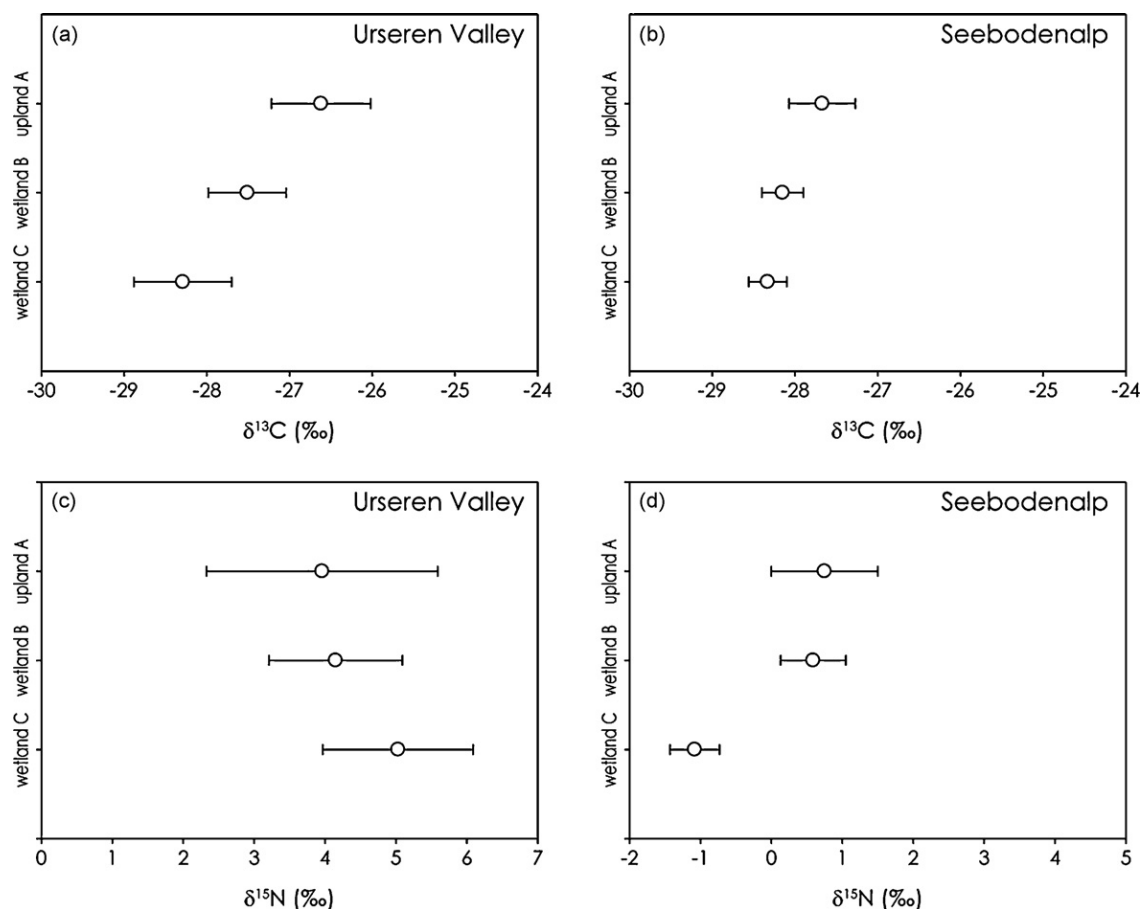 (a) Urseren Valley
upland A
wetland B
wetland C
-30 -29 -28 -27 -26 -25 -24
δ¹³C (‰)
(b) Seebodenalp
upland A
wetland B
wetland C
-30 -29 -28 -27 -26 -25 -24
δ¹³C (‰)
(c) Urseren Valley
upland A
wetland B
wetland C
0 1 2 3 4 5 6 7
δ¹⁵N (‰)
(d) Seebodenalp
upland A
wetland B
wetland C
-2 -1 0 1 2 3 4 5
δ¹⁵N (‰)